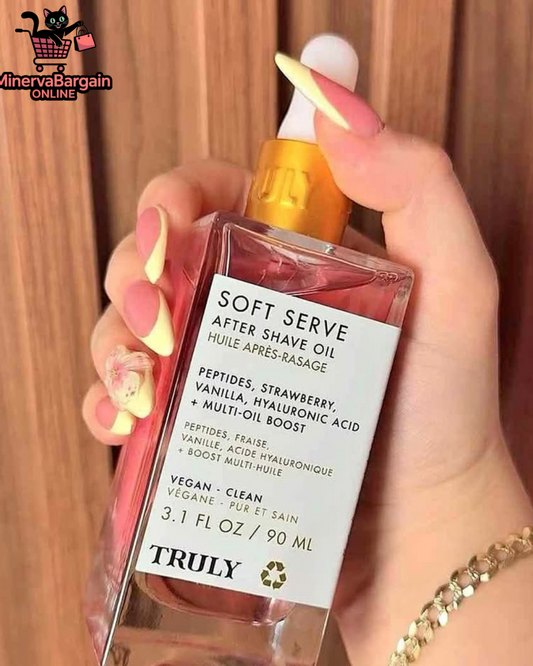 MinervaBargain
ONLINE
ULY
SOFT SERVE
AFTER SHAVE OIL
HUILE APRÈS-RASAGE
PEPTIDES, STRAWBERRY,
VANILLA, HYALURONIC ACID
+ MULTI-OIL BOOST
PEPTIDES, FRAISE,
VANILLE, ACIDE HYALURONIQUE
+ BOOST MULTI-HUILE
VEGAN - CLEAN
VÉGANE - PUR ET SAIN
3.1 FL OZ / 90 ML
TRULY